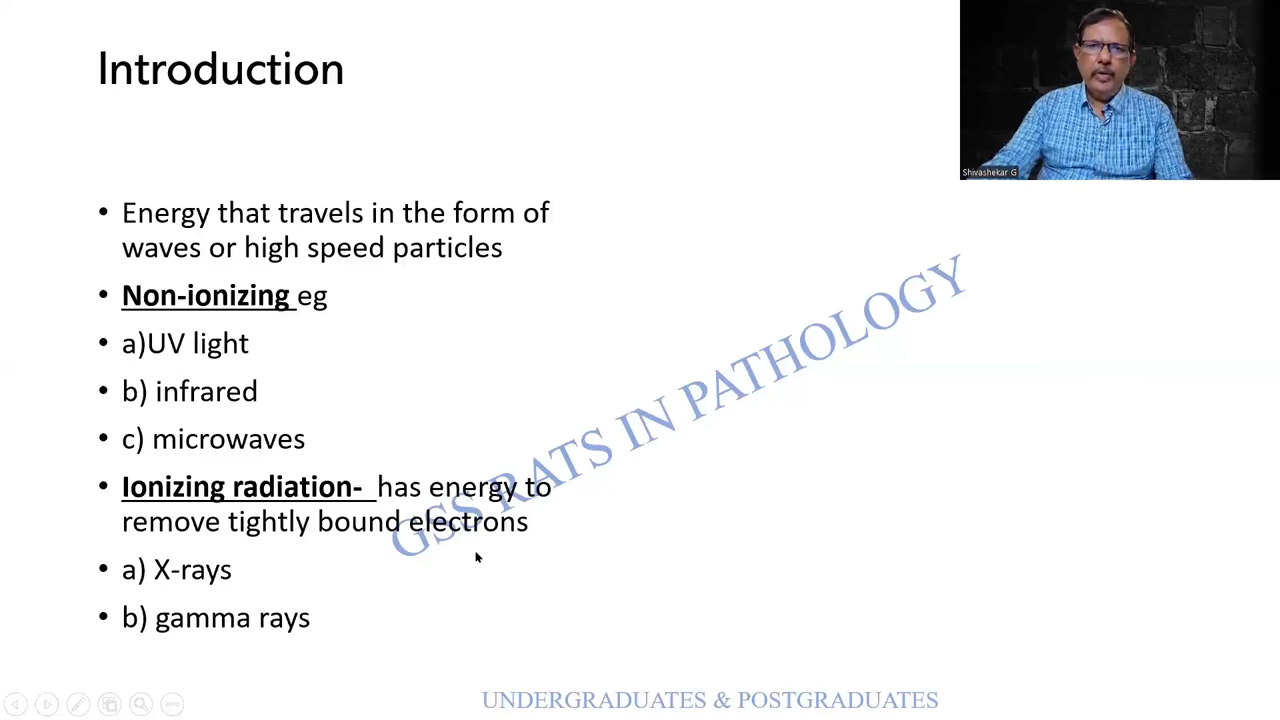 Introduction
Shivashekar G
• Energy that travels in the form of
waves or high speed particles
• Non-ionizing eg
• a)UV light
• b) infrared
• c) microwaves
• Ionizing radiation- has energy to
remove tightly bound electrons
• a) X-rays
• b) gamma rays
GSS RATS IN PATHOLOGY
UNDERGRADUATES & POSTGRADUATES